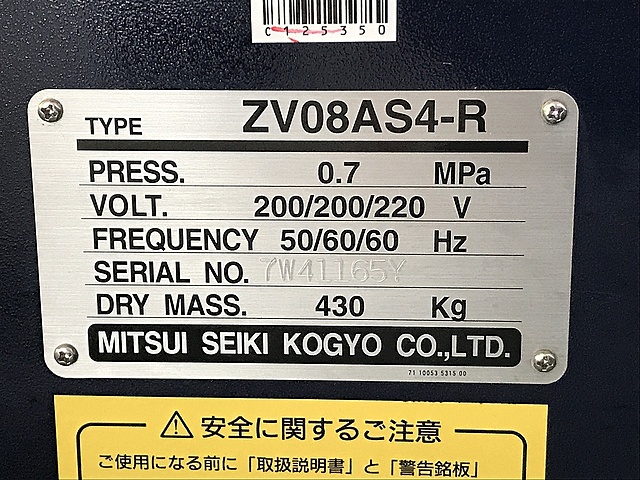 C125350
TYPE ZV08AS4-R
PRESS. 0.7 MPa
VOLT. 200/200/220 V
FREQUENCY 50/60/60 Hz
SERIAL NO. 7W41165Y
DRY MASS. 430 Kg
MITSUI SEIKI KOGYO CO.,LTD.
71 10053 5315 00
安全に関するご注意
ご使用になる前に「取扱説明書」と「警告銘板」